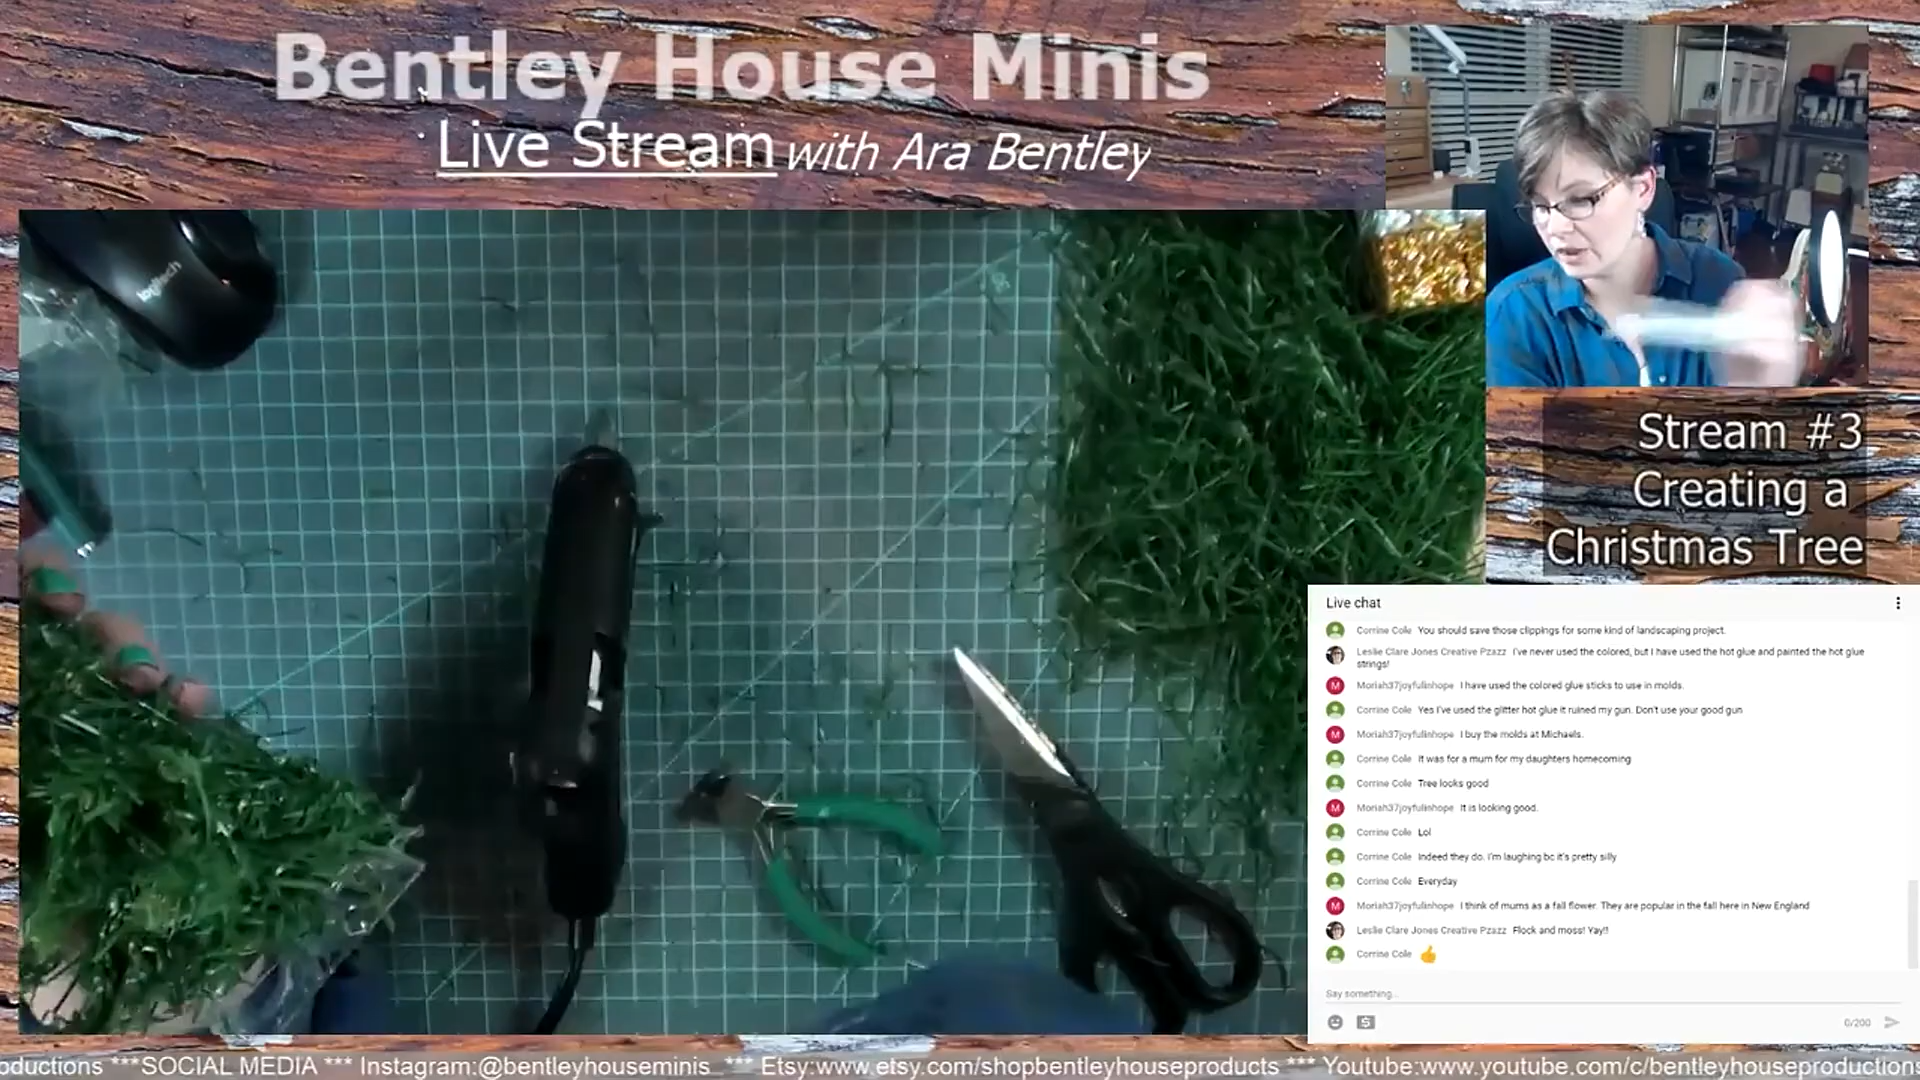 Bentley House Minis
Live Stream with Ara Bentley
logitech
Stream #3
Creating a
Christmas Tree
Live chat
Corrine Cole You should save those clippings for some kind of landscaping project.
Leslie Clare Jones Creative Pzazz I've never used the colored, but I have used the hot glue and painted the hot glue
strings!
M Moriah37joyfulinhope I have used the colored glue sticks to use in molds.
Corrine Cole Yes I've used the glitter hot glue it ruined my gun. Don't use your good gun
M Moriah37joyfulinhope I buy the molds at Michaels.
Corrine Cole It was for a mum for my daughters homecoming
Corrine Cole Tree looks good
M Moriah37joyfulinhope It is looking good.
Corrine Cole Lol
Corrine Cole Indeed they do. I'm laughing bc it's pretty silly
Corrine Cole Everyday
M Moriah37joyfulinhope I think of mums as a fall flower. They are popular in the fall here in New England
Leslie Clare Jones Creative Pzazz Flock and moss! Yay!!
Corrine Cole 👍
Say something...
0/200
oductions ***SOCIAL MEDIA *** Instagram:@bentleyhouseminis *** Etsy:www.etsy.com/shopbentleyhouseproducts *** Youtube:www.youtube.com/c/bentleyhouseproductions